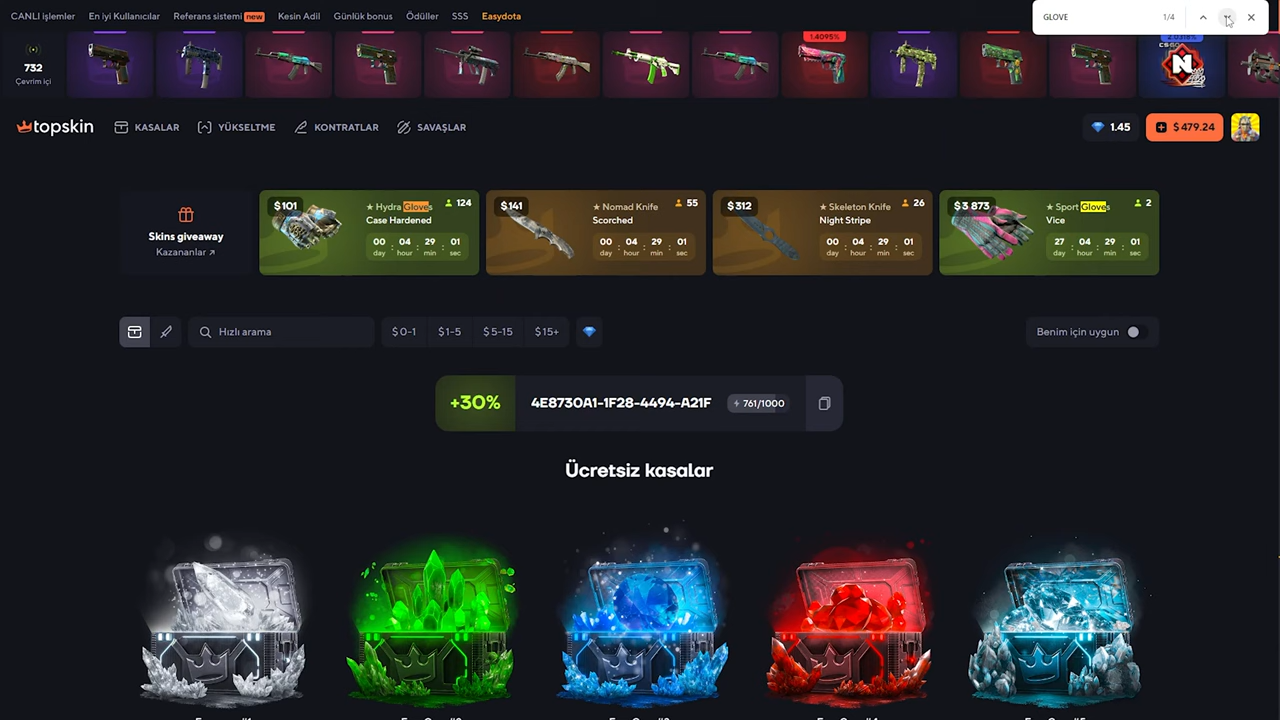 CANLI işlemler En iyi Kullanıcılar Referans sistemi new Kesin Adil Günlük bonus Ödüller SSS Easydota
GLOVE 1/4
732
Çevrim içi
1.4095%
CS:GO
topskin KASALAR YÜKSELTME KONTRATLAR SAVAŞLAR 1.45 $ 479.24
Skins giveaway
Kazananlar ↗
$101
★ Hydra Gloves 124
Case Hardened
00 : 04 : 29 : 01
day hour min sec
$141
★ Nomad Knife 55
Scorched
00 : 04 : 29 : 01
day hour min sec
$312
★ Skeleton Knife 26
Night Stripe
00 : 04 : 29 : 01
day hour min sec
$3 873
★ Sport Gloves 2
Vice
27 : 04 : 29 : 01
day hour min sec
Hızlı arama $ 0-1 $ 1-5 $ 5-15 $ 15+ Benim için uygun
+30% 4E8730A1-1F28-4494-A21F 761/1000
Ücretsiz kasalar